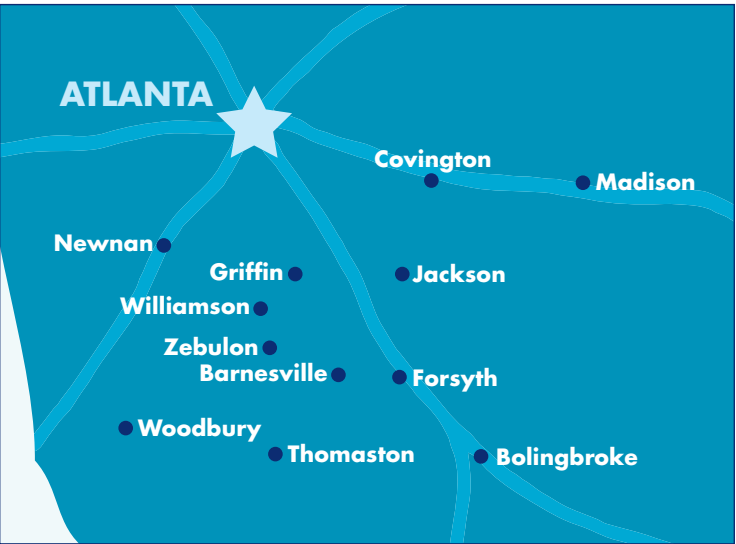 ATLANTA
Covington
Madison
Newnan
Griffin
Jackson
Williamson
Zebulon
Barnesville
Forsyth
Woodbury
Thomaston
Bolingbroke